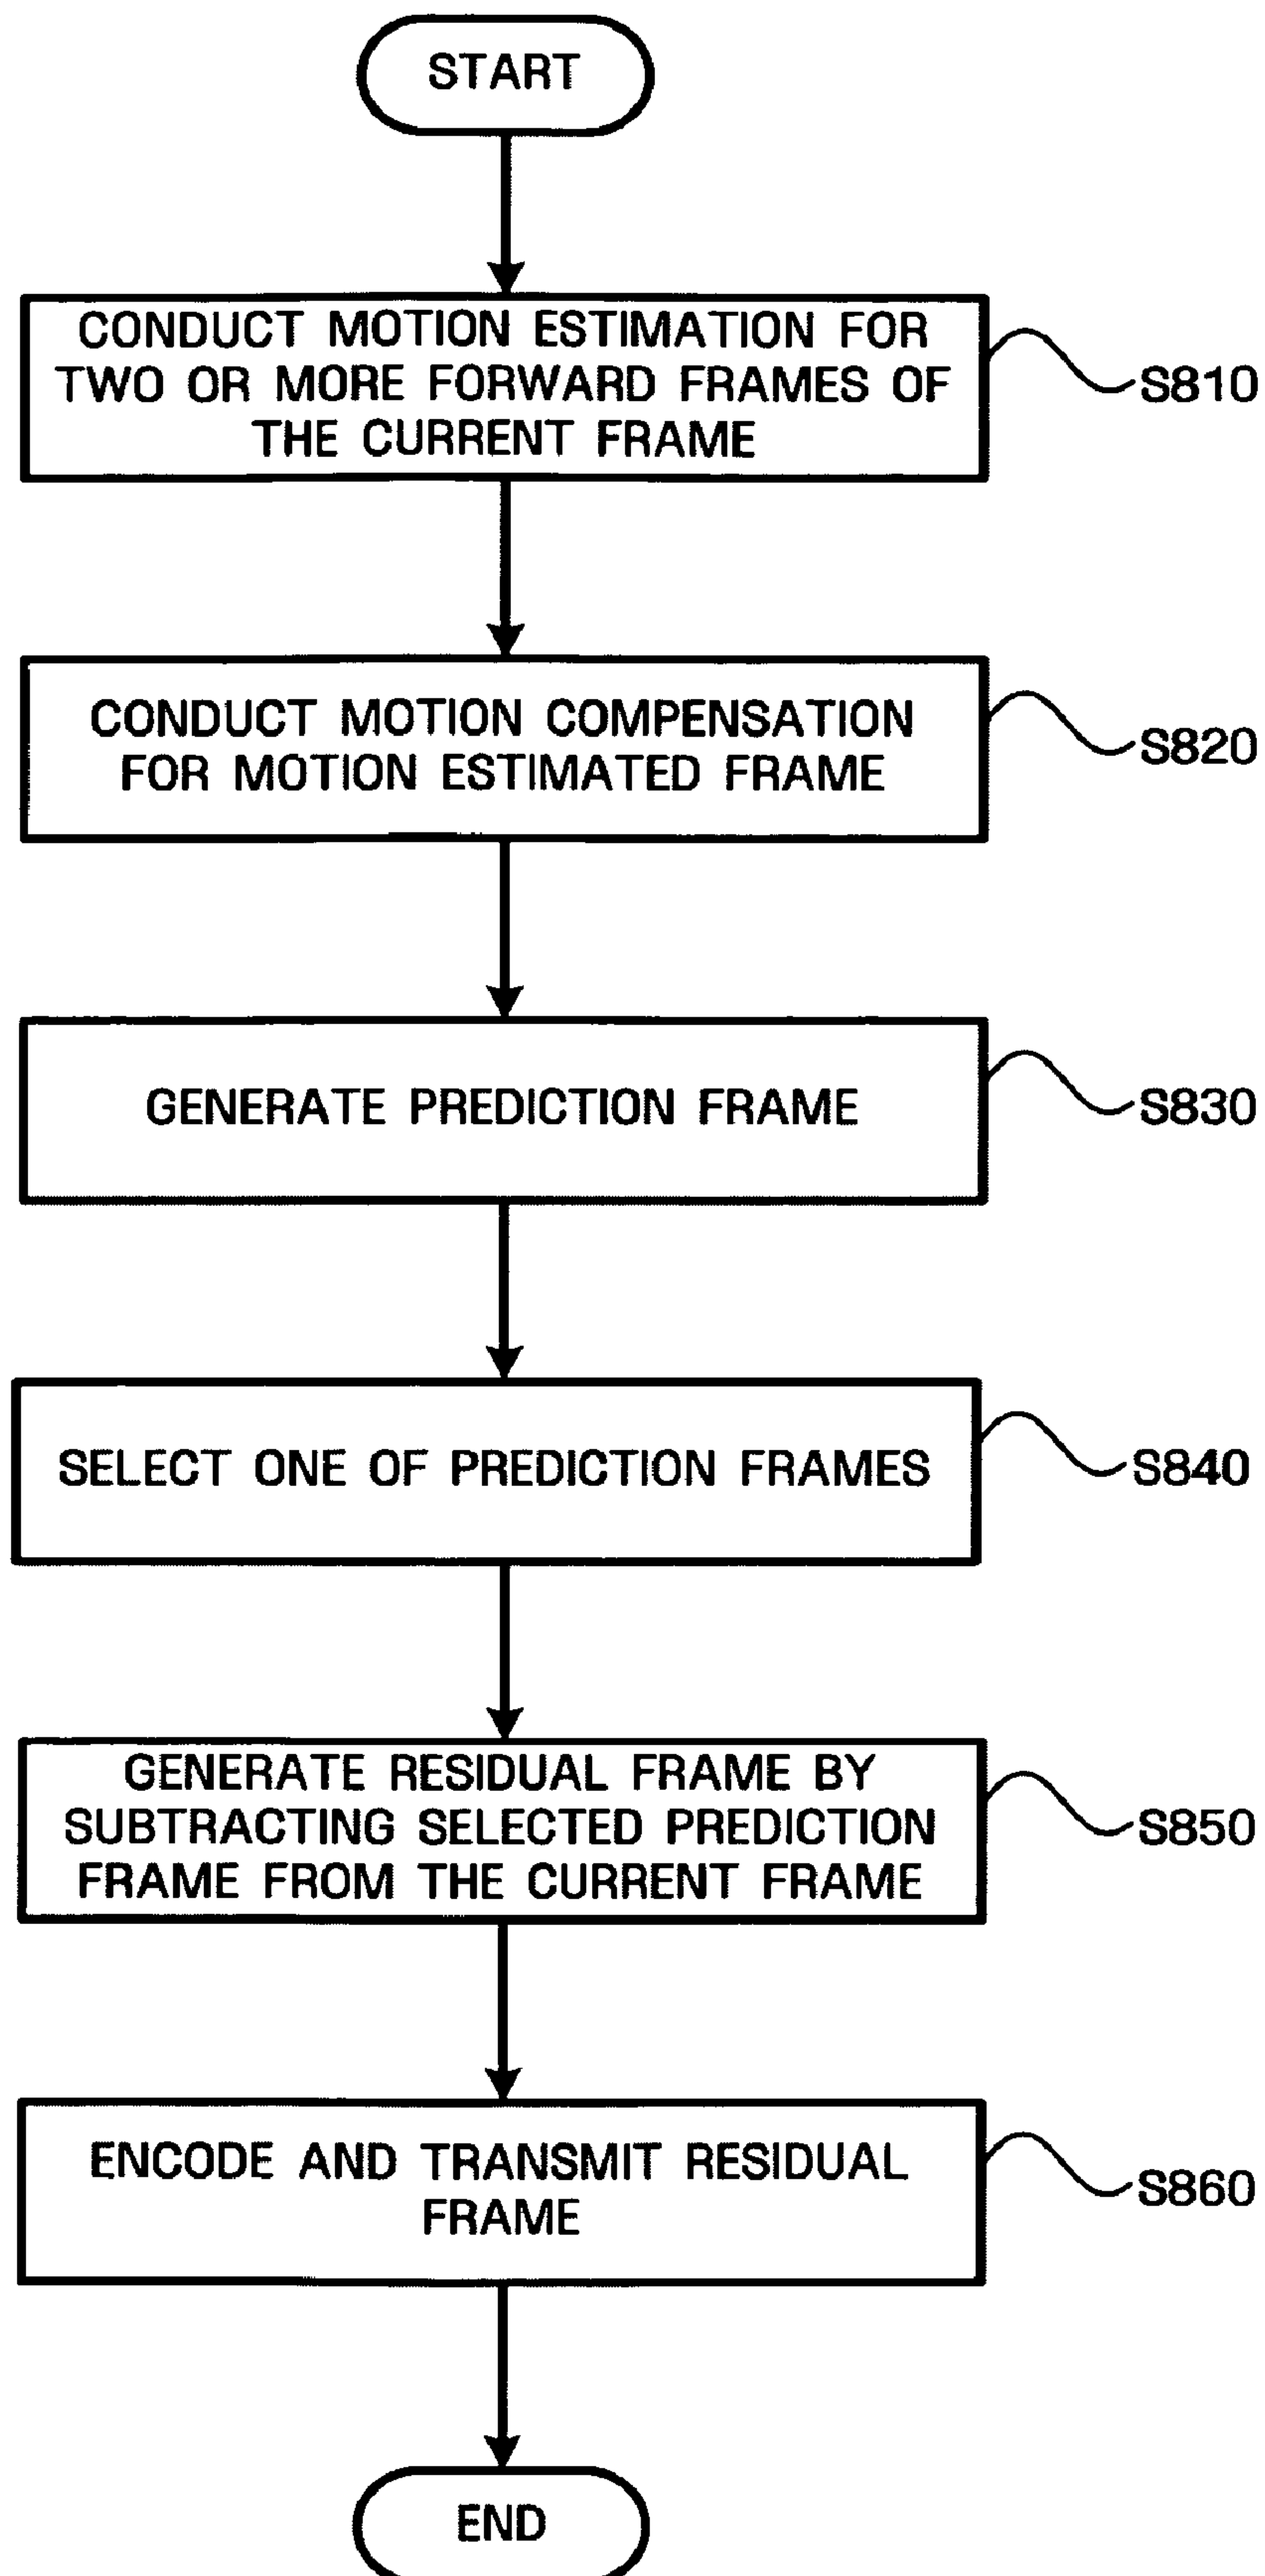 START
CONDUCT MOTION ESTIMATION FOR
TWO OR MORE FORWARD FRAMES OF
THE CURRENT FRAME
S810
CONDUCT MOTION COMPENSATION
FOR MOTION ESTIMATED FRAME
S820
GENERATE PREDICTION FRAME
S830
SELECT ONE OF PREDICTION FRAMES
S840
GENERATE RESIDUAL FRAME BY
SUBTRACTING SELECTED PREDICTION
FRAME FROM THE CURRENT FRAME
S850
ENCODE AND TRANSMIT RESIDUAL
FRAME
S860
END